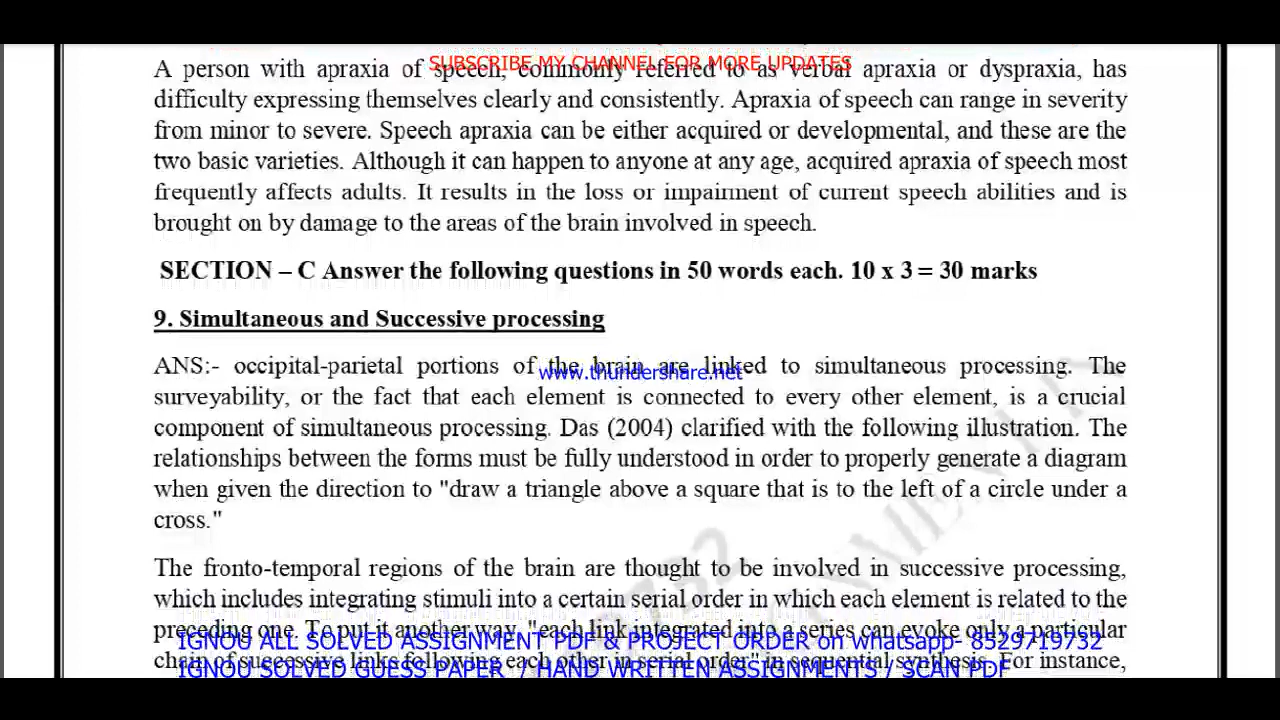 SUBSCRIBE MY CHANNEL FOR MORE UPDATES
A person with apraxia of speech, commonly referred to as verbal apraxia or dyspraxia, has
difficulty expressing themselves clearly and consistently. Apraxia of speech can range in severity
from minor to severe. Speech apraxia can be either acquired or developmental, and these are the
two basic varieties. Although it can happen to anyone at any age, acquired apraxia of speech most
frequently affects adults. It results in the loss or impairment of current speech abilities and is
brought on by damage to the areas of the brain involved in speech.
SECTION – C Answer the following questions in 50 words each. 10 x 3 = 30 marks
9. Simultaneous and Successive processing
ANS:- occipital-parietal portions of the brain are linked to simultaneous processing. The
www.thundershare.net
surveyability, or the fact that each element is connected to every other element, is a crucial
component of simultaneous processing. Das (2004) clarified with the following illustration. The
relationships between the forms must be fully understood in order to properly generate a diagram
when given the direction to "draw a triangle above a square that is to the left of a circle under a
cross."
The fronto-temporal regions of the brain are thought to be involved in successive processing,
which includes integrating stimuli into a certain serial order in which each element is related to the
preceding one. To put it another way, "each link integrated into a series can evoke only a particular
IGNOU ALL SOLVED ASSIGNMENT PDF & PROJECT ORDER on whatsapp- 8529719732
chain of successive links following each other in serial order" in sequential synthesis. For instance,
IGNOU SOLVED GUESS PAPER / HAND WRITTEN ASSIGNMENTS / SCAN PDF